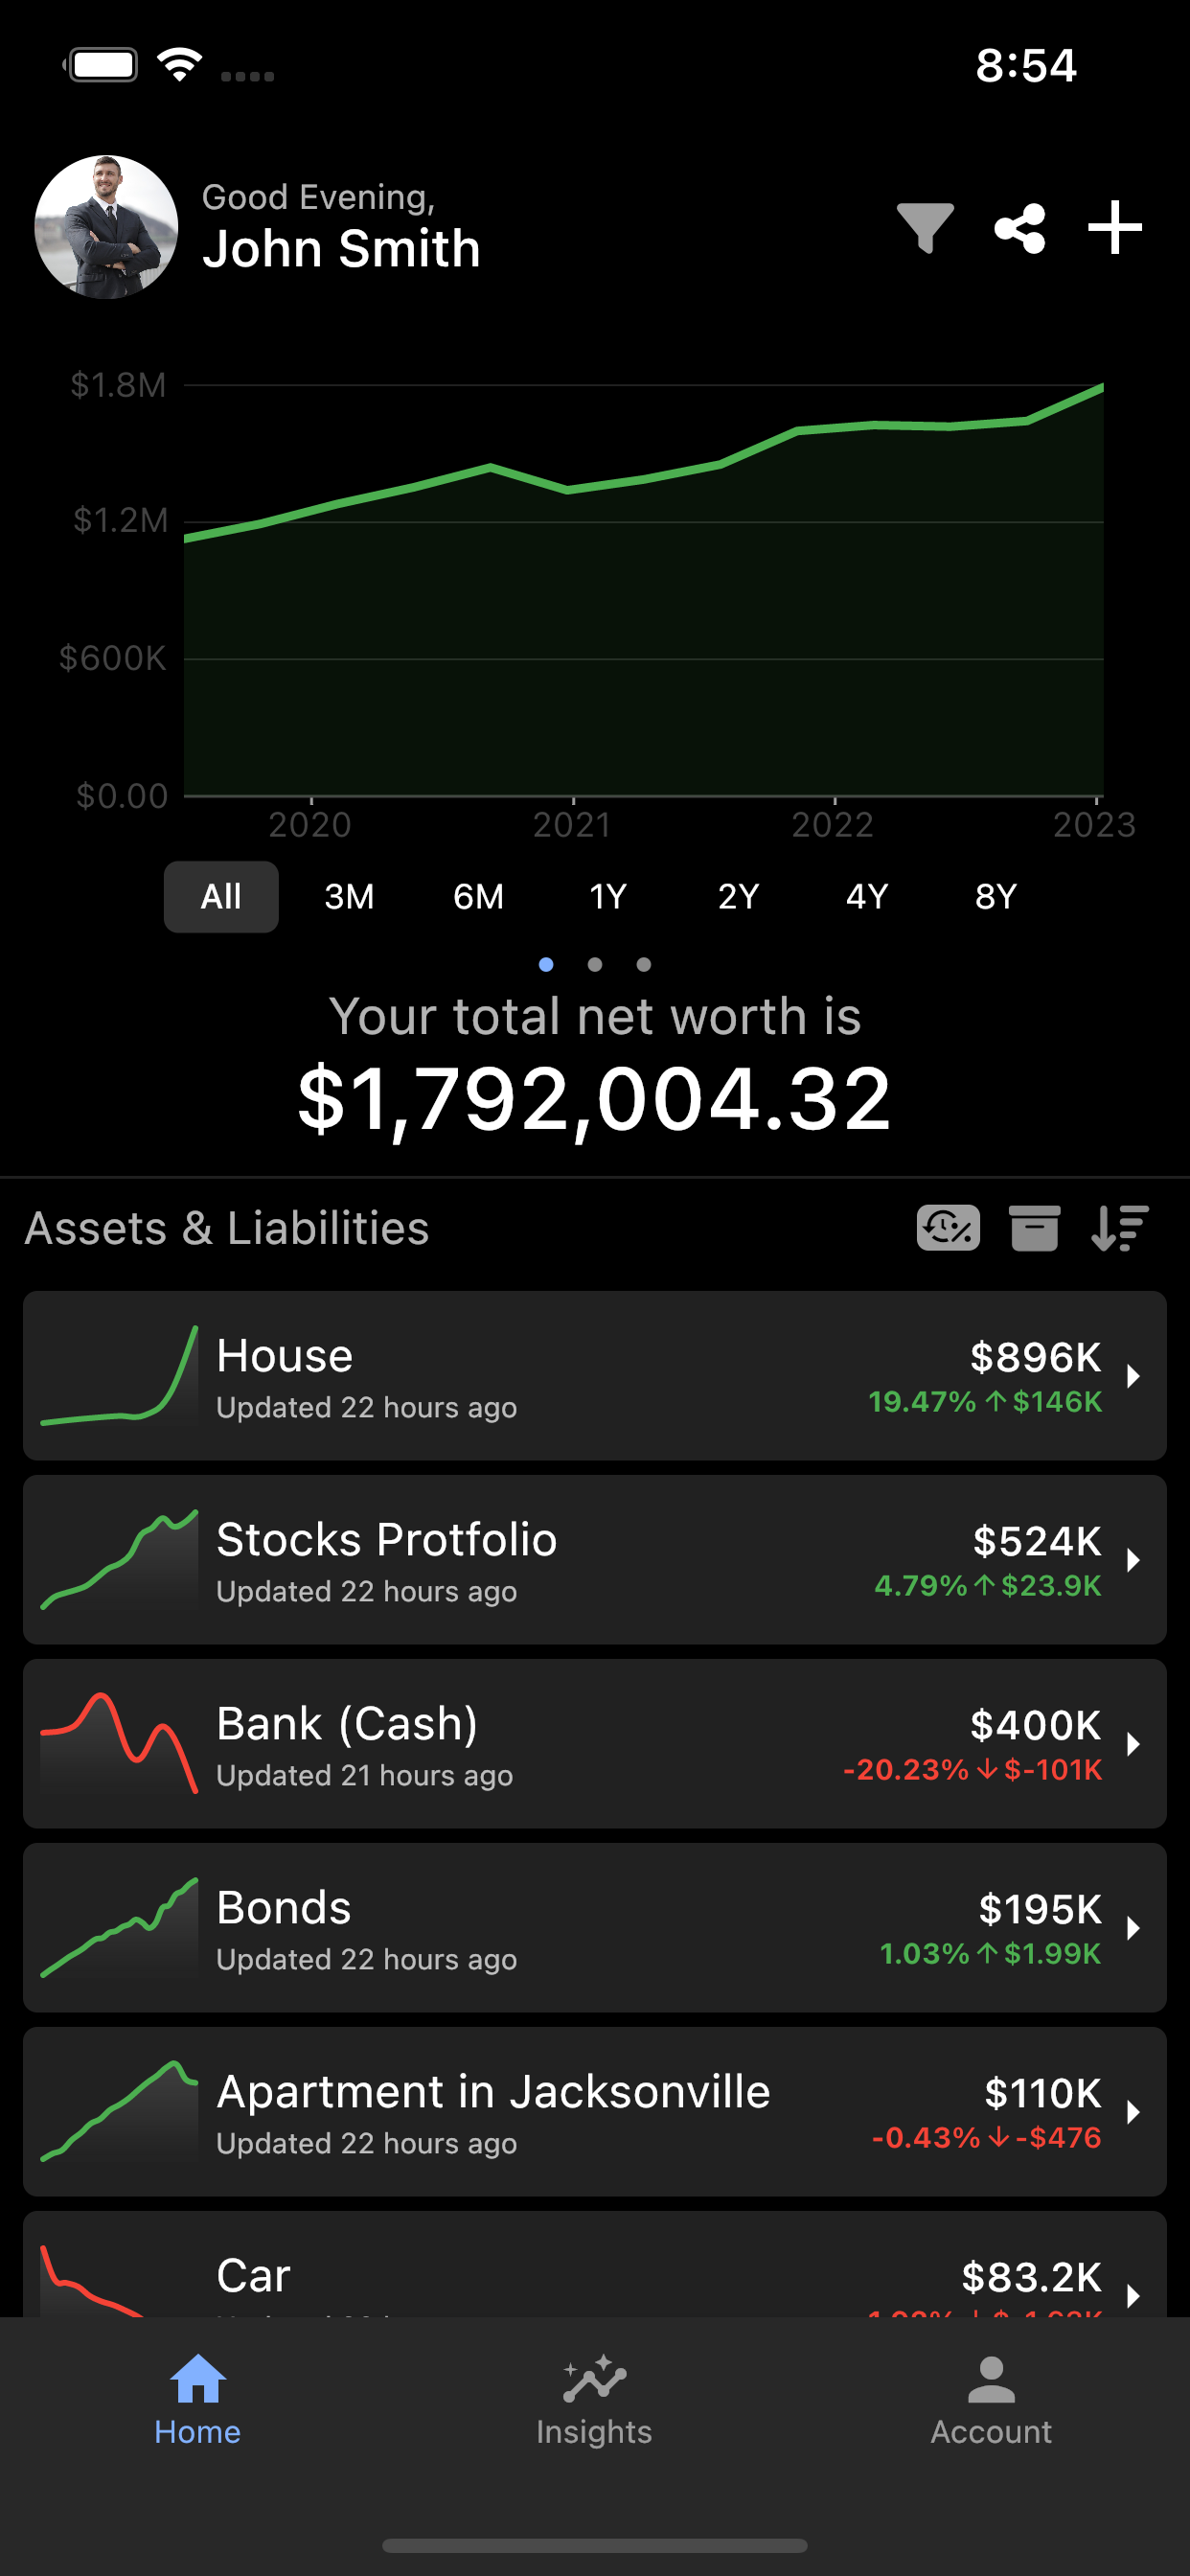 8:54
Good Evening,
John Smith
$1.8M
$1.2M
$600K
$0.00
2020 2021 2022 2023
All 3M 6M 1Y 2Y 4Y 8Y
Your total net worth is
$1,792,004.32
Assets & Liabilities
House
$896K
Updated 22 hours ago
19.47% ↑ $146K
Stocks Protfolio
$524K
Updated 22 hours ago
4.79% ↑ $23.9K
Bank (Cash)
$400K
Updated 21 hours ago
-20.23% ↓ $-101K
Bonds
$195K
Updated 22 hours ago
1.03% ↑ $1.99K
Apartment in Jacksonville
$110K
Updated 22 hours ago
-0.43% ↓ -$476
Car
$83.2K
Home Insights Account